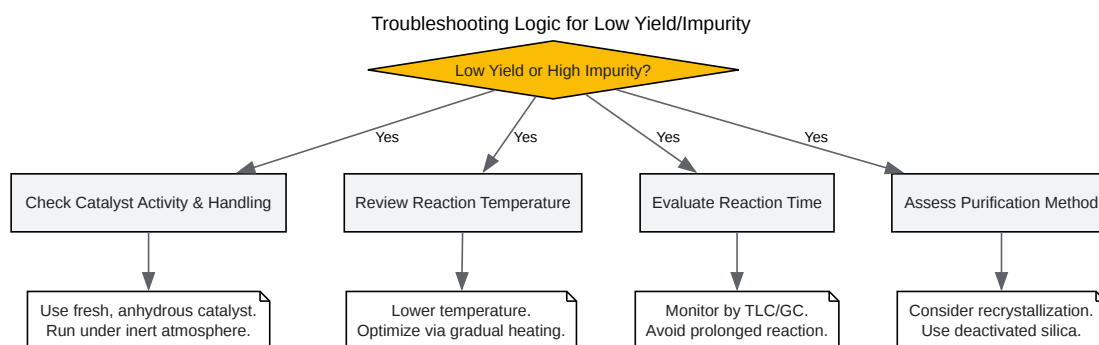 Troubleshooting Logic for Low Yield/Impurity
Low Yield or High Impurity?
Yes
Yes
Yes
Yes
Check Catalyst Activity & Handling
Review Reaction Temperature
Evaluate Reaction Time
Assess Purification Method
Use fresh, anhydrous catalyst.
Run under inert atmosphere.
Lower temperature.
Optimize via gradual heating.
Monitor by TLC/GC.
Avoid prolonged reaction.
Consider recrystallization.
Use deactivated silica.